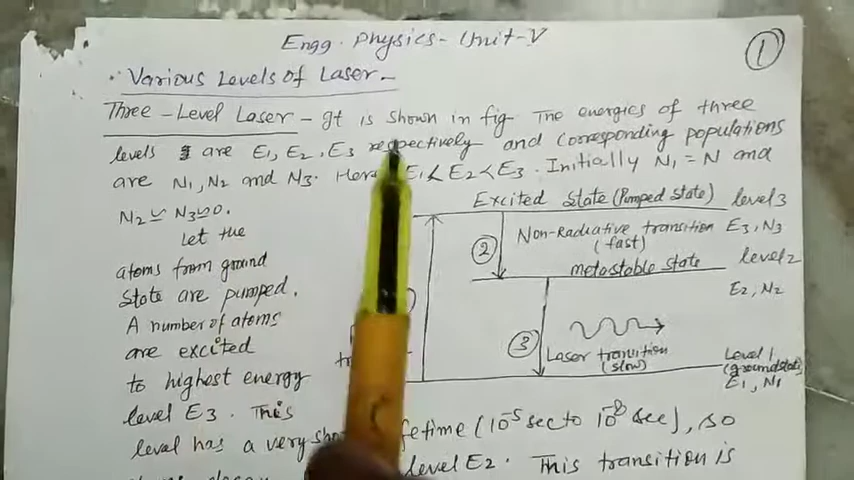 Engg. Physics- Unit-V
1
Various Levels of Laser-
Three-Level Laser- It is shown in fig The energies of three
levels are E1, E2, E3 respectively and corresponding populations
are N1, N2 and N3. E1<E2<E3. Initially N1=N and
N2≃N3≃0.
Let the
atoms from ground
state are pumped.
A number of atoms
are excited
to highest energy
level E3. This
level has a very (10⁻⁵ sec to 10⁻⁸ sec), so
level E2. This transition is
Excited State (Pumped State) level 3
E3, N3
2 Non-Radiative transition
(fast)
metastable state level 2
E2, N2
3
Laser transition
(slow)
Level 1
(ground state)
E1, N1